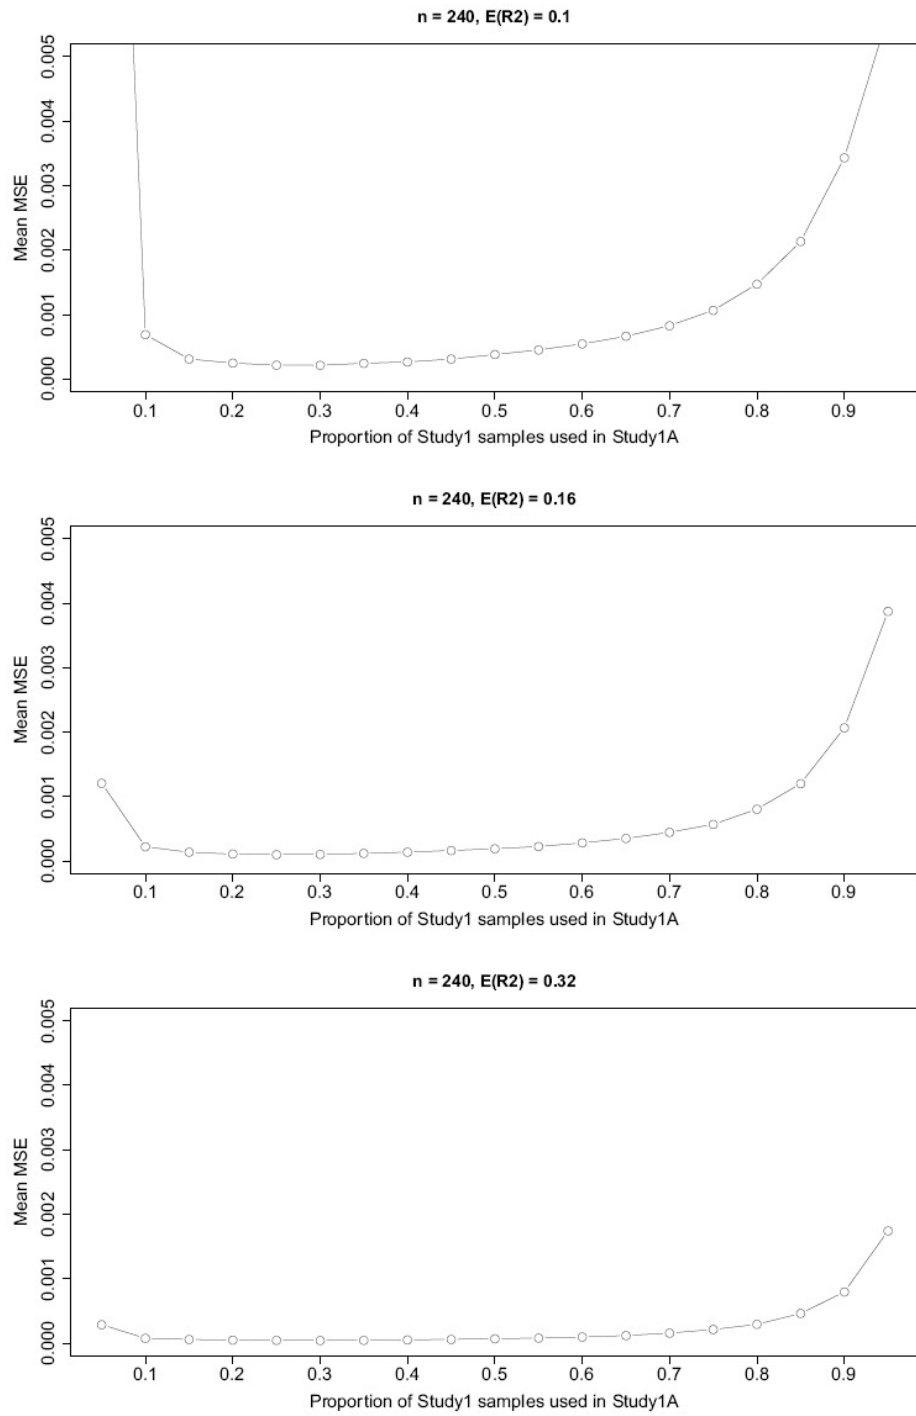 n = 240, E(R2) = 0.1
0.005
0.004
0.003
0.002
0.001
0.000
Mean MSE
0.1 0.2 0.3 0.4 0.5 0.6 0.7 0.8 0.9
Proportion of Study1 samples used in Study1A
n = 240, E(R2) = 0.16
0.005
0.004
0.003
0.002
0.001
0.000
Mean MSE
0.1 0.2 0.3 0.4 0.5 0.6 0.7 0.8 0.9
Proportion of Study1 samples used in Study1A
n = 240, E(R2) = 0.32
0.005
0.004
0.003
0.002
0.001
0.000
Mean MSE
0.1 0.2 0.3 0.4 0.5 0.6 0.7 0.8 0.9
Proportion of Study1 samples used in Study1A